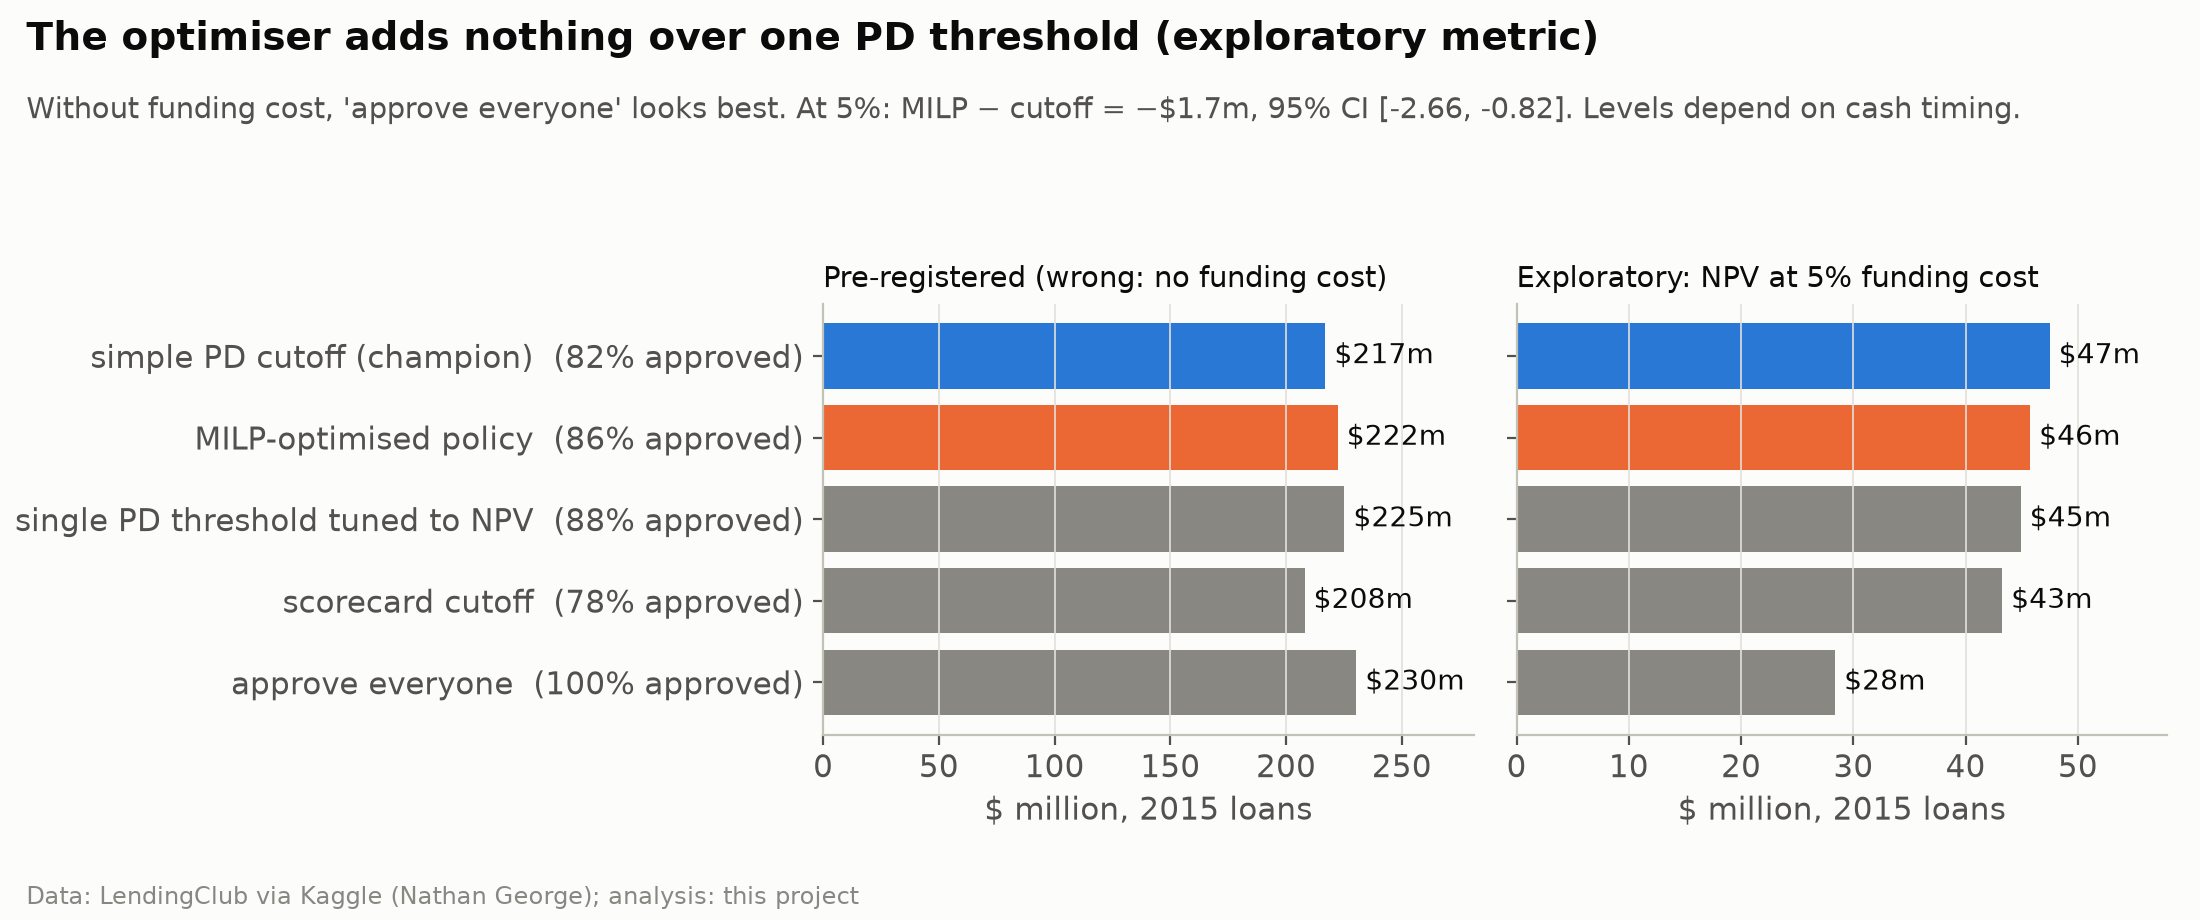 The optimiser adds nothing over one PD threshold (exploratory metric)
Without funding cost, 'approve everyone' looks best. At 5%: MILP − cutoff = −$1.7m, 95% CI [-2.66, -0.82]. Levels depend on cash timing.
Pre-registered (wrong: no funding cost)
Exploratory: NPV at 5% funding cost
simple PD cutoff (champion)  (82% approved)
$217m
$47m
MILP-optimised policy  (86% approved)
$222m
$46m
single PD threshold tuned to NPV  (88% approved)
$225m
$45m
scorecard cutoff  (78% approved)
$208m
$43m
approve everyone  (100% approved)
$230m
$28m
0 50 100 150 200 250
0 10 20 30 40 50
$ million, 2015 loans
$ million, 2015 loans
Data: LendingClub via Kaggle (Nathan George); analysis: this project